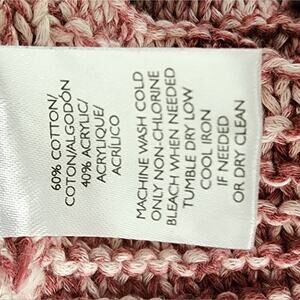 60% COTTON/
COTON/ALGODÓN
40% ACRYLIC/
ACRYLIQUE/
ACRÍLICO
MACHINE WASH COLD
ONLY NON-CHLORINE
BLEACH WHEN NEEDED
TUMBLE DRY LOW
COOL IRON
IF NEEDED
OR DRY CLEAN